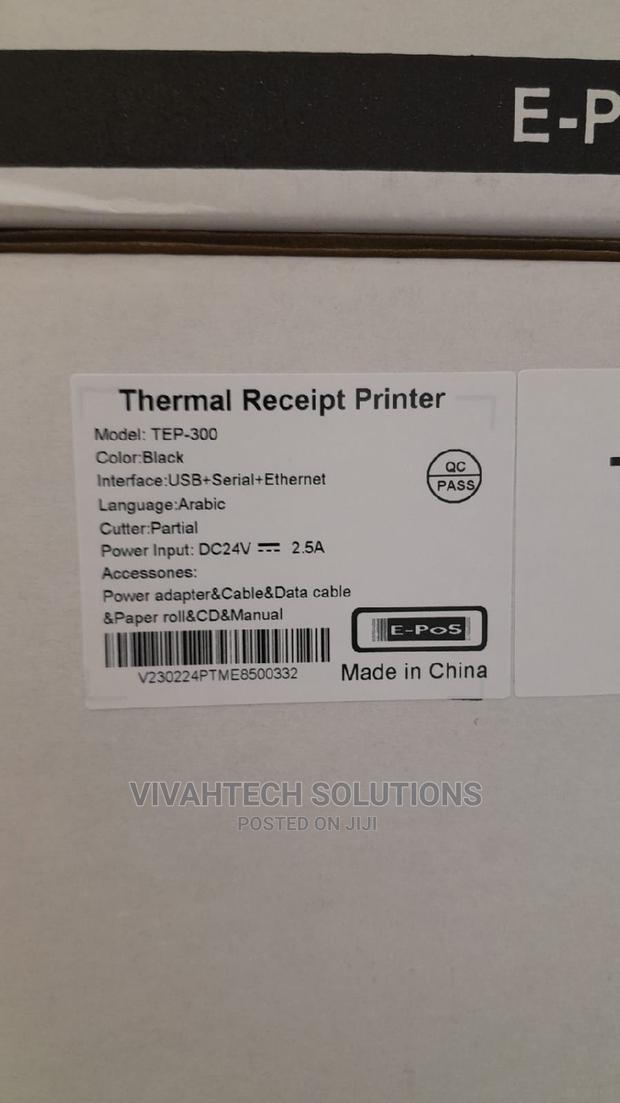 E-P
Thermal Receipt Printer
Model: TEP-300
Color:Black
Interface:USB+Serial+Ethernet
Language:Arabic
Cutter:Partial
Power Input: DC24V ⎓ 2.5A
Accessones:
Power adapter&Cable&Data cable
&Paper roll&CD&Manual
QC
PASS
E-PoS
V230224PTME8500332
Made in China
VIVAHTECH SOLUTIONS
POSTED ON JIJI